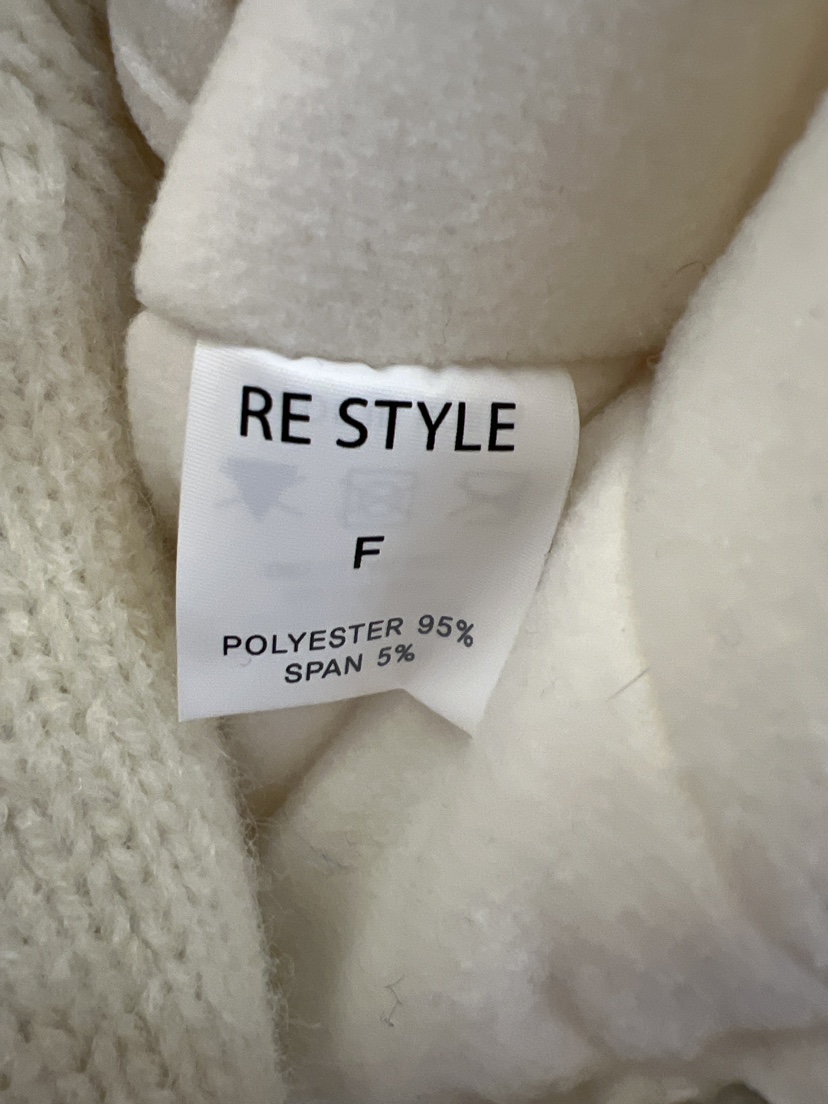 RE STYLE
F
POLYESTER 95%
SPAN 5%